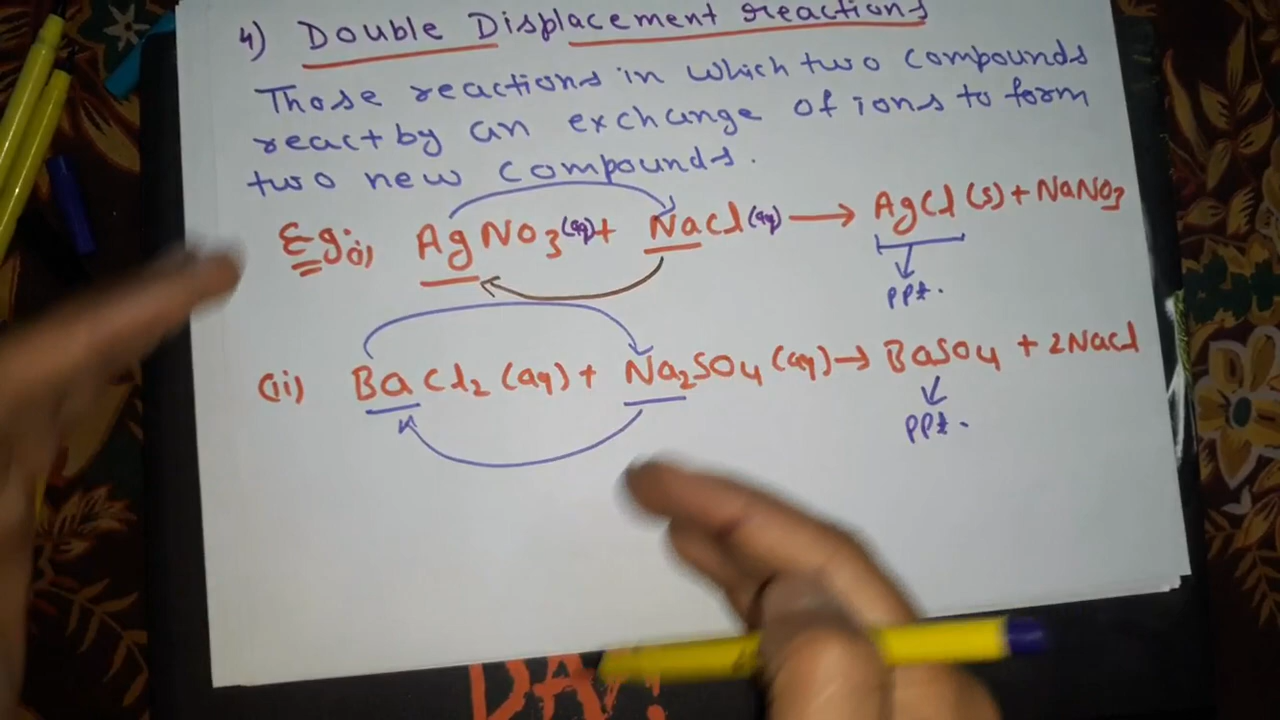 4) Double Displacement reactions
Those reactions in which two compounds
react by an exchange of ions to form
two new compounds.
Eg:i) AgNO3(aq) + NaCl(aq) → AgCl(s) + NaNO3
ppt.
(ii) BaCl2(aq) + Na2SO4(aq) → BaSO4 + 2NaCl
ppt.